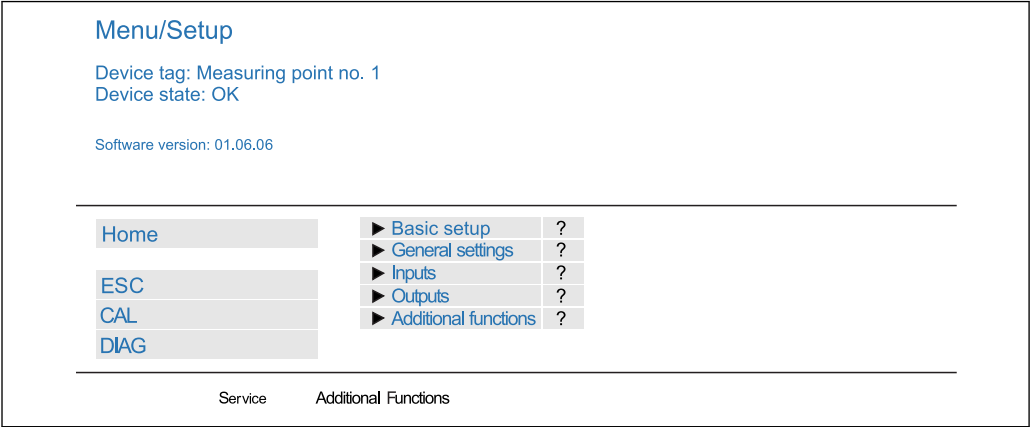 Menu/Setup
Device tag: Measuring point no. 1
Device state: OK
Software version: 01.06.06
Home
ESC
CAL
DIAG
► Basic setup ?
► General settings ?
► Inputs ?
► Outputs ?
► Additional functions ?
Service Additional Functions